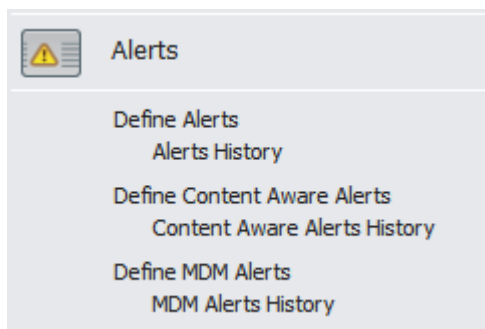 Alerts
Define Alerts
Alerts History
Define Content Aware Alerts
Content Aware Alerts History
Define MDM Alerts
MDM Alerts History